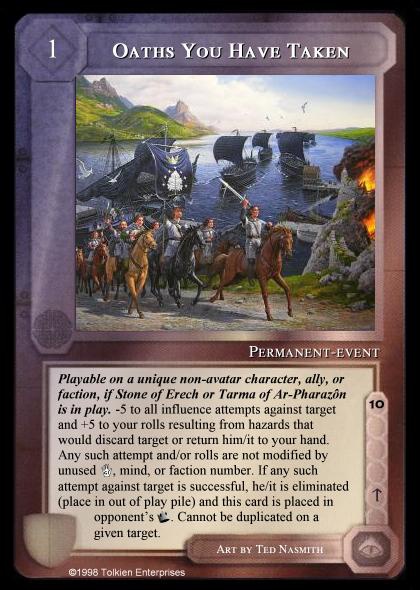 1
OATHS YOU HAVE TAKEN
PERMANENT-EVENT
Playable on a unique non-avatar character, ally, or
faction, if Stone of Erech or Tarma of Ar-Pharazôn
is in play. -5 to all influence attempts against target
and +5 to your rolls resulting from hazards that
would discard target or return him/it to your hand.
Any such attempt and/or rolls are not modified by
unused , mind, or faction number. If any such
attempt against target is successful, he/it is eliminated
(place in out of play pile) and this card is placed in
opponent's . Cannot be duplicated on a
given target.
10
ART BY TED NASMITH
©1998 Tolkien Enterprises